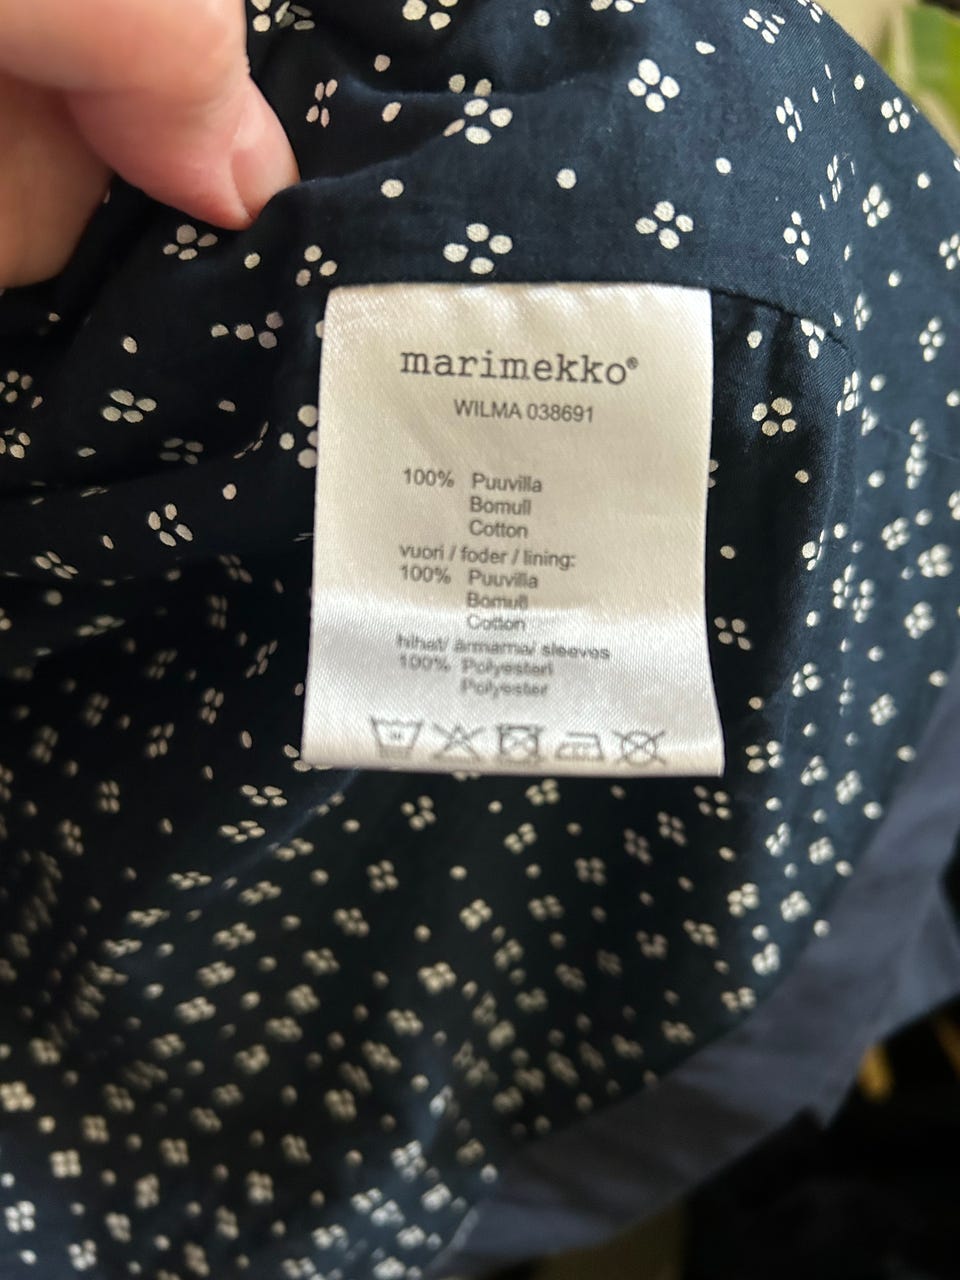 marimekko®
WILMA 038691
100% Puuvilla
Bomull
Cotton
vuori / foder / lining:
100% Puuvilla
Bomull
Cotton
hihat/ ärmarna/ sleeves
100% Polyesteri
Polyester